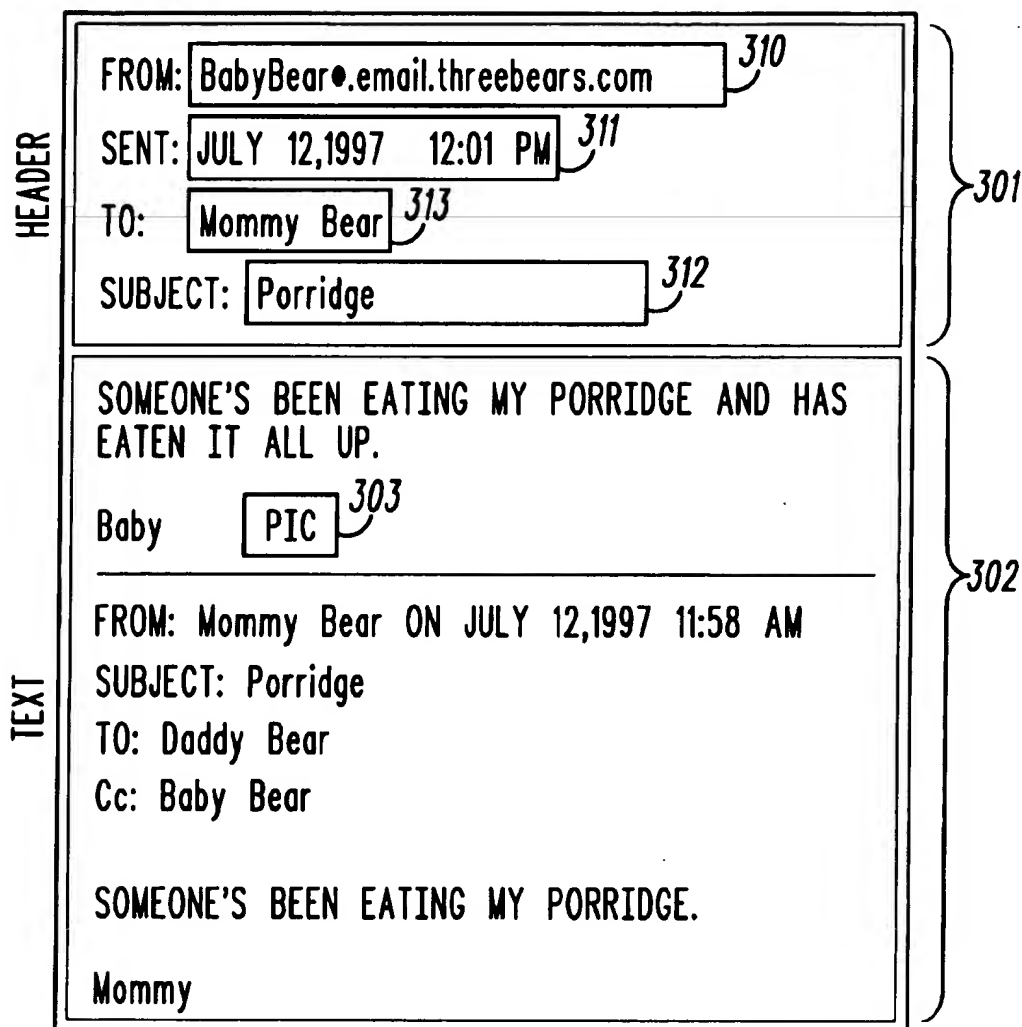 FROM: BabyBear●.email.threebears.com 310
SENT: JULY 12,1997 12:01 PM 311
TO: Mommy Bear 313
SUBJECT: Porridge 312
HEADER
301
SOMEONE'S BEEN EATING MY PORRIDGE AND HAS
EATEN IT ALL UP.
Baby PIC 303
FROM: Mommy Bear ON JULY 12,1997 11:58 AM
SUBJECT: Porridge
TO: Daddy Bear
Cc: Baby Bear
SOMEONE'S BEEN EATING MY PORRIDGE.
Mommy
TEXT
302